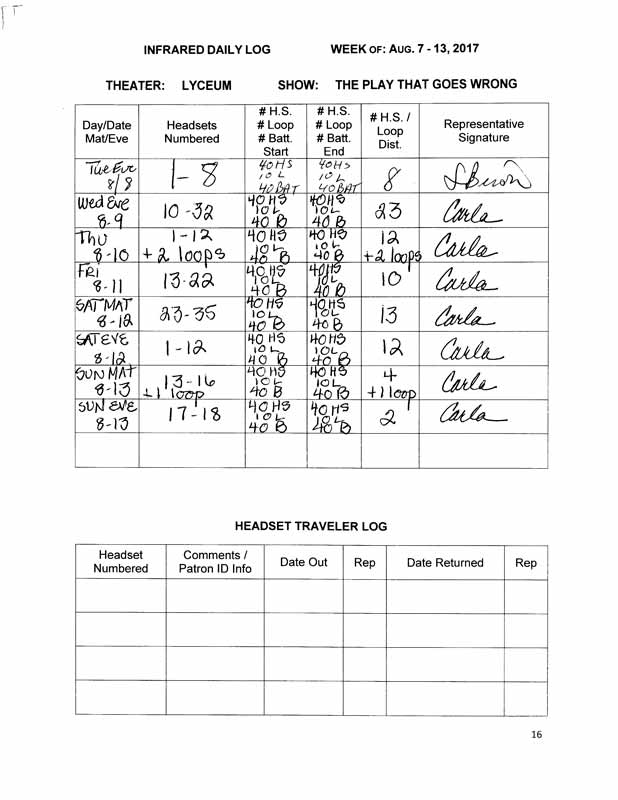 INFRARED DAILY LOG WEEK OF: AUG. 7 - 13, 2017
THEATER: LYCEUM SHOW: THE PLAY THAT GOES WRONG
Day/Date Mat/Eve Headsets Numbered # H.S. # Loop # Batt. Start # H.S. # Loop # Batt. End # H.S. / Loop Dist. Representative Signature
Tue Eve 8/8 1-8 40 HS 10 L 40 BAT 40 HS 10 L 40 BAT 8
Wed Eve 8-9 10-32 40 HS 10 L 40 B 40 HS 10 L 40 B 23 Carla
Thu 8-10 1-12 +2 loops 40 HS 10 L 40 B 40 HS 10 L 40 B 12 +2 loops Carla
FRI 8-11 13-22 40 HS 10 L 40 B 40 HS 10 L 40 B 10 Carla
SAT MAT 8-12 23-35 40 HS 10 L 40 B 40 HS 10 L 40 B 13 Carla
SAT EVE 8-12 1-12 40 HS 10 L 40 B 40 HS 10 L 40 B 12 Carla
SUN MAT 8-13 13-16 +1 loop 40 HS 10 L 40 B 40 HS 10 L 40 B 4 +1 loop Carla
SUN EVE 8-13 17-18 40 HS 10 L 40 B 40 HS 10 L 40 B 2 Carla
HEADSET TRAVELER LOG
Headset Numbered Comments / Patron ID Info Date Out Rep Date Returned Rep
16